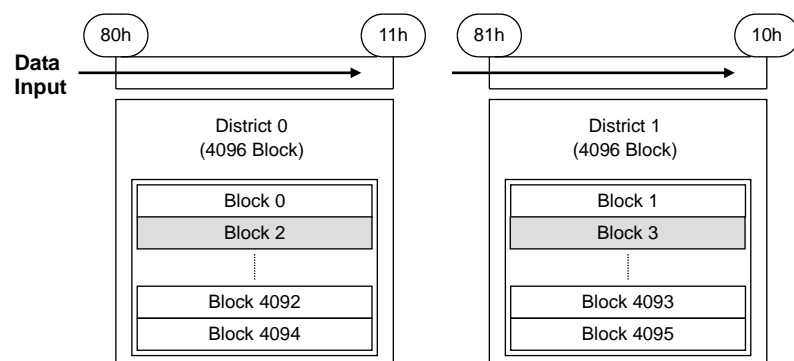 80h
11h
81h
10h
Data
Input
District 0
(4096 Block)
District 1
(4096 Block)
Block 0
Block 2
Block 4092
Block 4094
Block 1
Block 3
Block 4093
Block 4095